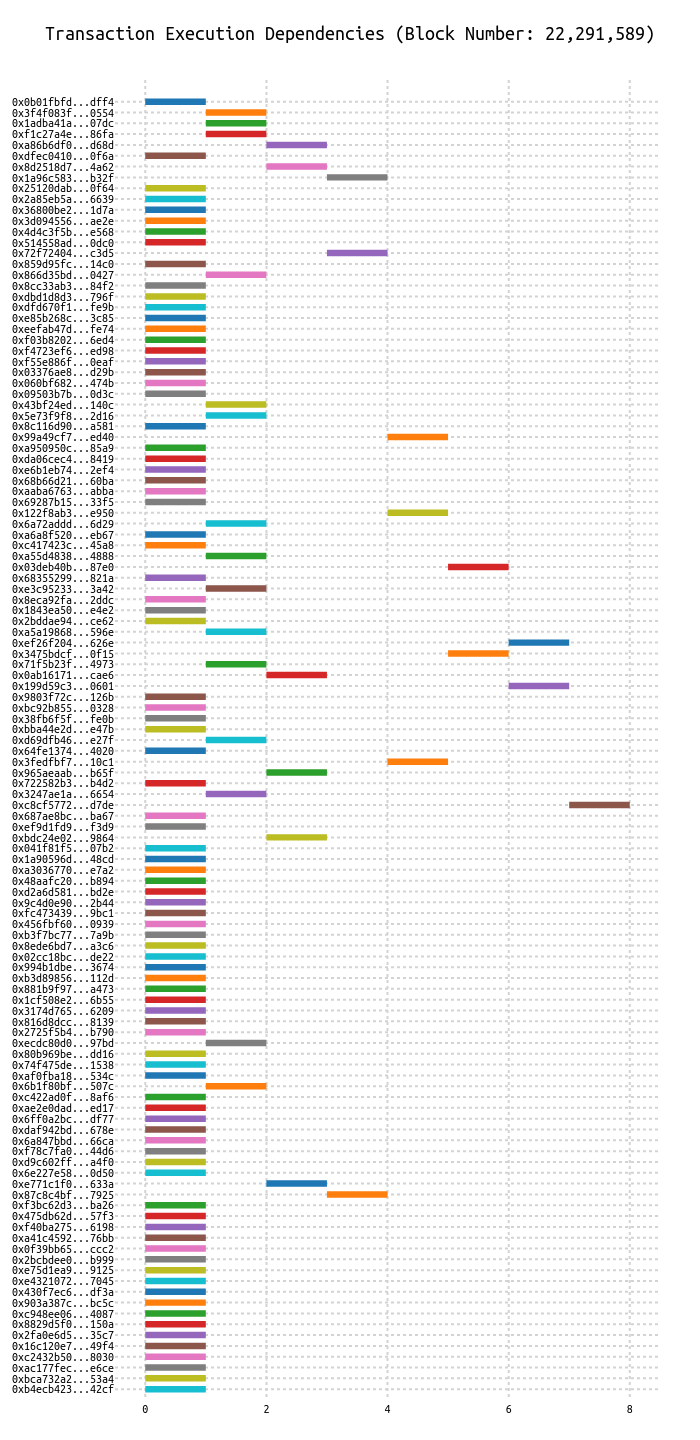 Transaction Execution Dependencies (Block Number: 22,291,589)
0x0b01fbfd...dff4
0x3f4f083f...0554
0x1adba41a...07dc
0xf1c27a4e...86fa
0xa86b6df0...d68d
0xdfec0410...0f6a
0x8d2518d7...4a62
0x1a96c583...b32f
0x25120dab...0f64
0x2a85eb5a...6639
0x36800be2...1d7a
0x3d094556...ae2e
0x4d4c3f5b...e568
0x514558ad...0dc0
0x72f72404...c3d5
0x859d95fc...14c0
0x866d35bd...0427
0x8cc33ab3...84f2
0xdbd1d8d3...796f
0xdfd670f1...fe9b
0xe85b268c...3c85
0xeefab47d...fe74
0xf03b8202...6ed4
0xf4723ef6...ed98
0xf55e886f...0eaf
0x03376ae8...d29b
0x060bf682...474b
0x09503b7b...0d3c
0x43bf24ed...140c
0x5e73f9f8...2d16
0x8c116d90...a581
0x99a49cf7...ed40
0xa950950c...85a9
0xda06cec4...8419
0xe6b1eb74...2ef4
0x68b66d21...60ba
0xaaba6763...abba
0x69287b15...33f5
0x122f8ab3...e950
0x6a72addd...6d29
0xa6a8f520...eb67
0xc417423c...45a8
0xa55d4838...4888
0x03deb40b...87e0
0x68355299...821a
0xe3c95233...3a42
0x8eca92fa...2ddc
0x1843ea50...e4e2
0x2bddae94...ce62
0xa5a19868...596e
0xef26f204...626e
0x3475bdcf...0f15
0x71f5b23f...4973
0x0ab16171...cae6
0x199d59c3...0601
0x9803f72c...126b
0xbc92b855...0328
0x38fb6f5f...fe0b
0xbba44e2d...e47b
0xd69dfb46...e27f
0x64fe1374...4020
0x3fedfbf7...10c1
0x965aeaab...b65f
0x722582b3...b4d2
0x3247ae1a...6654
0xc8cf5772...d7de
0x687ae8bc...ba67
0xef9d1fd9...f3d9
0xbdc24e02...9864
0x041f81f5...07b2
0x1a90596d...48cd
0xa3036770...e7a2
0x48aafc20...b894
0xd2a6d581...bd2e
0x9c4d0e90...2b44
0xfc473439...9bc1
0x456fbf60...0939
0xb3f7bc77...7a9b
0x8ede6bd7...a3c6
0x02cc18bc...de22
0x994b1dbe...3674
0xb3d89856...112d
0x881b9f97...a473
0x1cf508e2...6b55
0x3174d765...6209
0x816d8dcc...8139
0x2725f5b4...b790
0xecdc80d0...97bd
0x80b969be...dd16
0x74f475de...1538
0xaf0fba18...534c
0x6b1f80bf...507c
0xc422ad0f...8af6
0xae2e0dad...ed17
0x6ff0a2bc...df77
0xdaf942bd...678e
0x6a847bbd...66ca
0xf78c7fa0...44d6
0xd9c602ff...a4f0
0x6e227e58...0d50
0xe771c1f0...633a
0x87c8c4bf...7925
0xf3bc62d3...ba26
0x475db62d...57f3
0xf40ba275...6198
0xa41c4592...76bb
0x0f39bb65...ccc2
0x2bcbdee0...b999
0xe75d1ea9...9125
0xe4321072...7045
0x430f7ec6...df3a
0x903a387c...bc5c
0xc948ee06...4087
0x8829d5f0...150a
0x2fa0e6d5...35c7
0x16c120e7...49f4
0xc2432b50...8030
0xac177fec...e6ce
0xbca732a2...53a4
0xb4ecb423...42cf
0 2 4 6 8